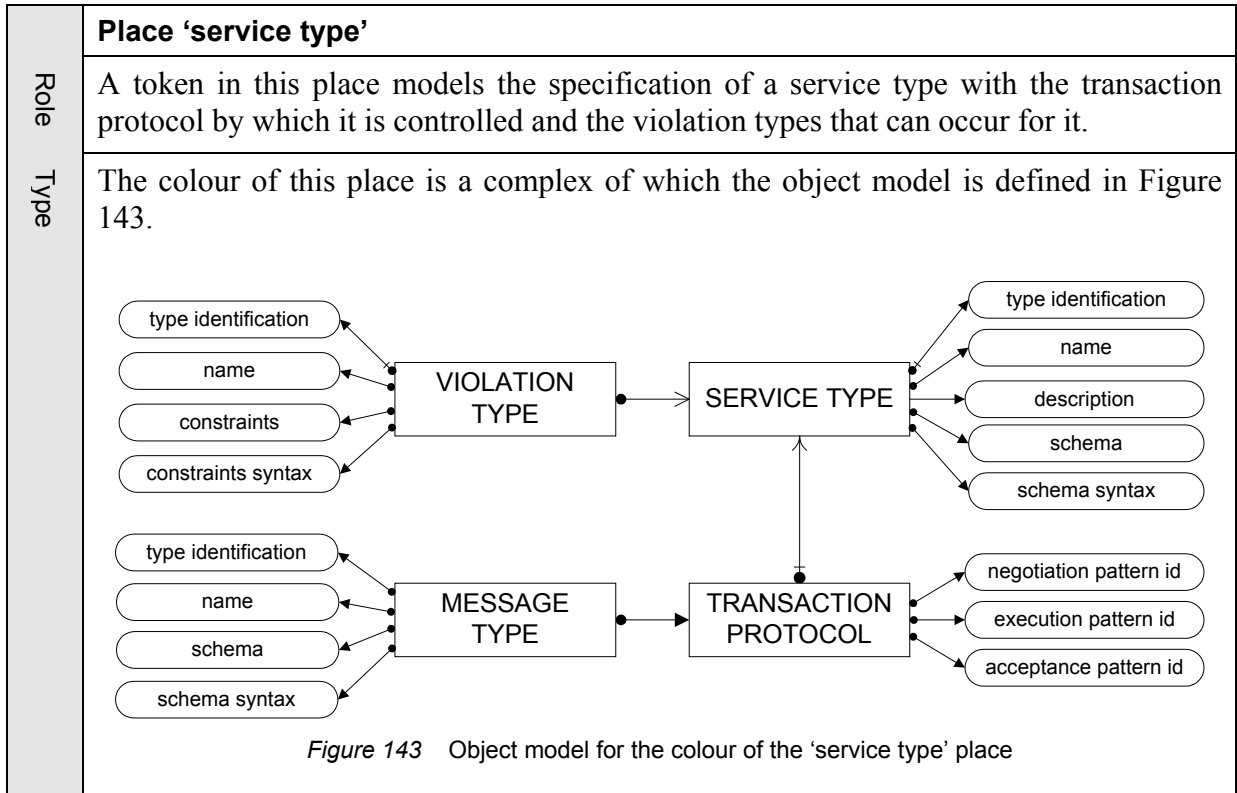 Place ‘service type’
Role
A token in this place models the specification of a service type with the transaction
protocol by which it is controlled and the violation types that can occur for it.
Type
The colour of this place is a complex of which the object model is defined in Figure
143.
type identification
name
constraints
constraints syntax
VIOLATION
TYPE
SERVICE TYPE
type identification
name
description
schema
schema syntax
type identification
name
schema
schema syntax
MESSAGE
TYPE
TRANSACTION
PROTOCOL
negotiation pattern id
execution pattern id
acceptance pattern id
Figure 143 Object model for the colour of the ‘service type’ place